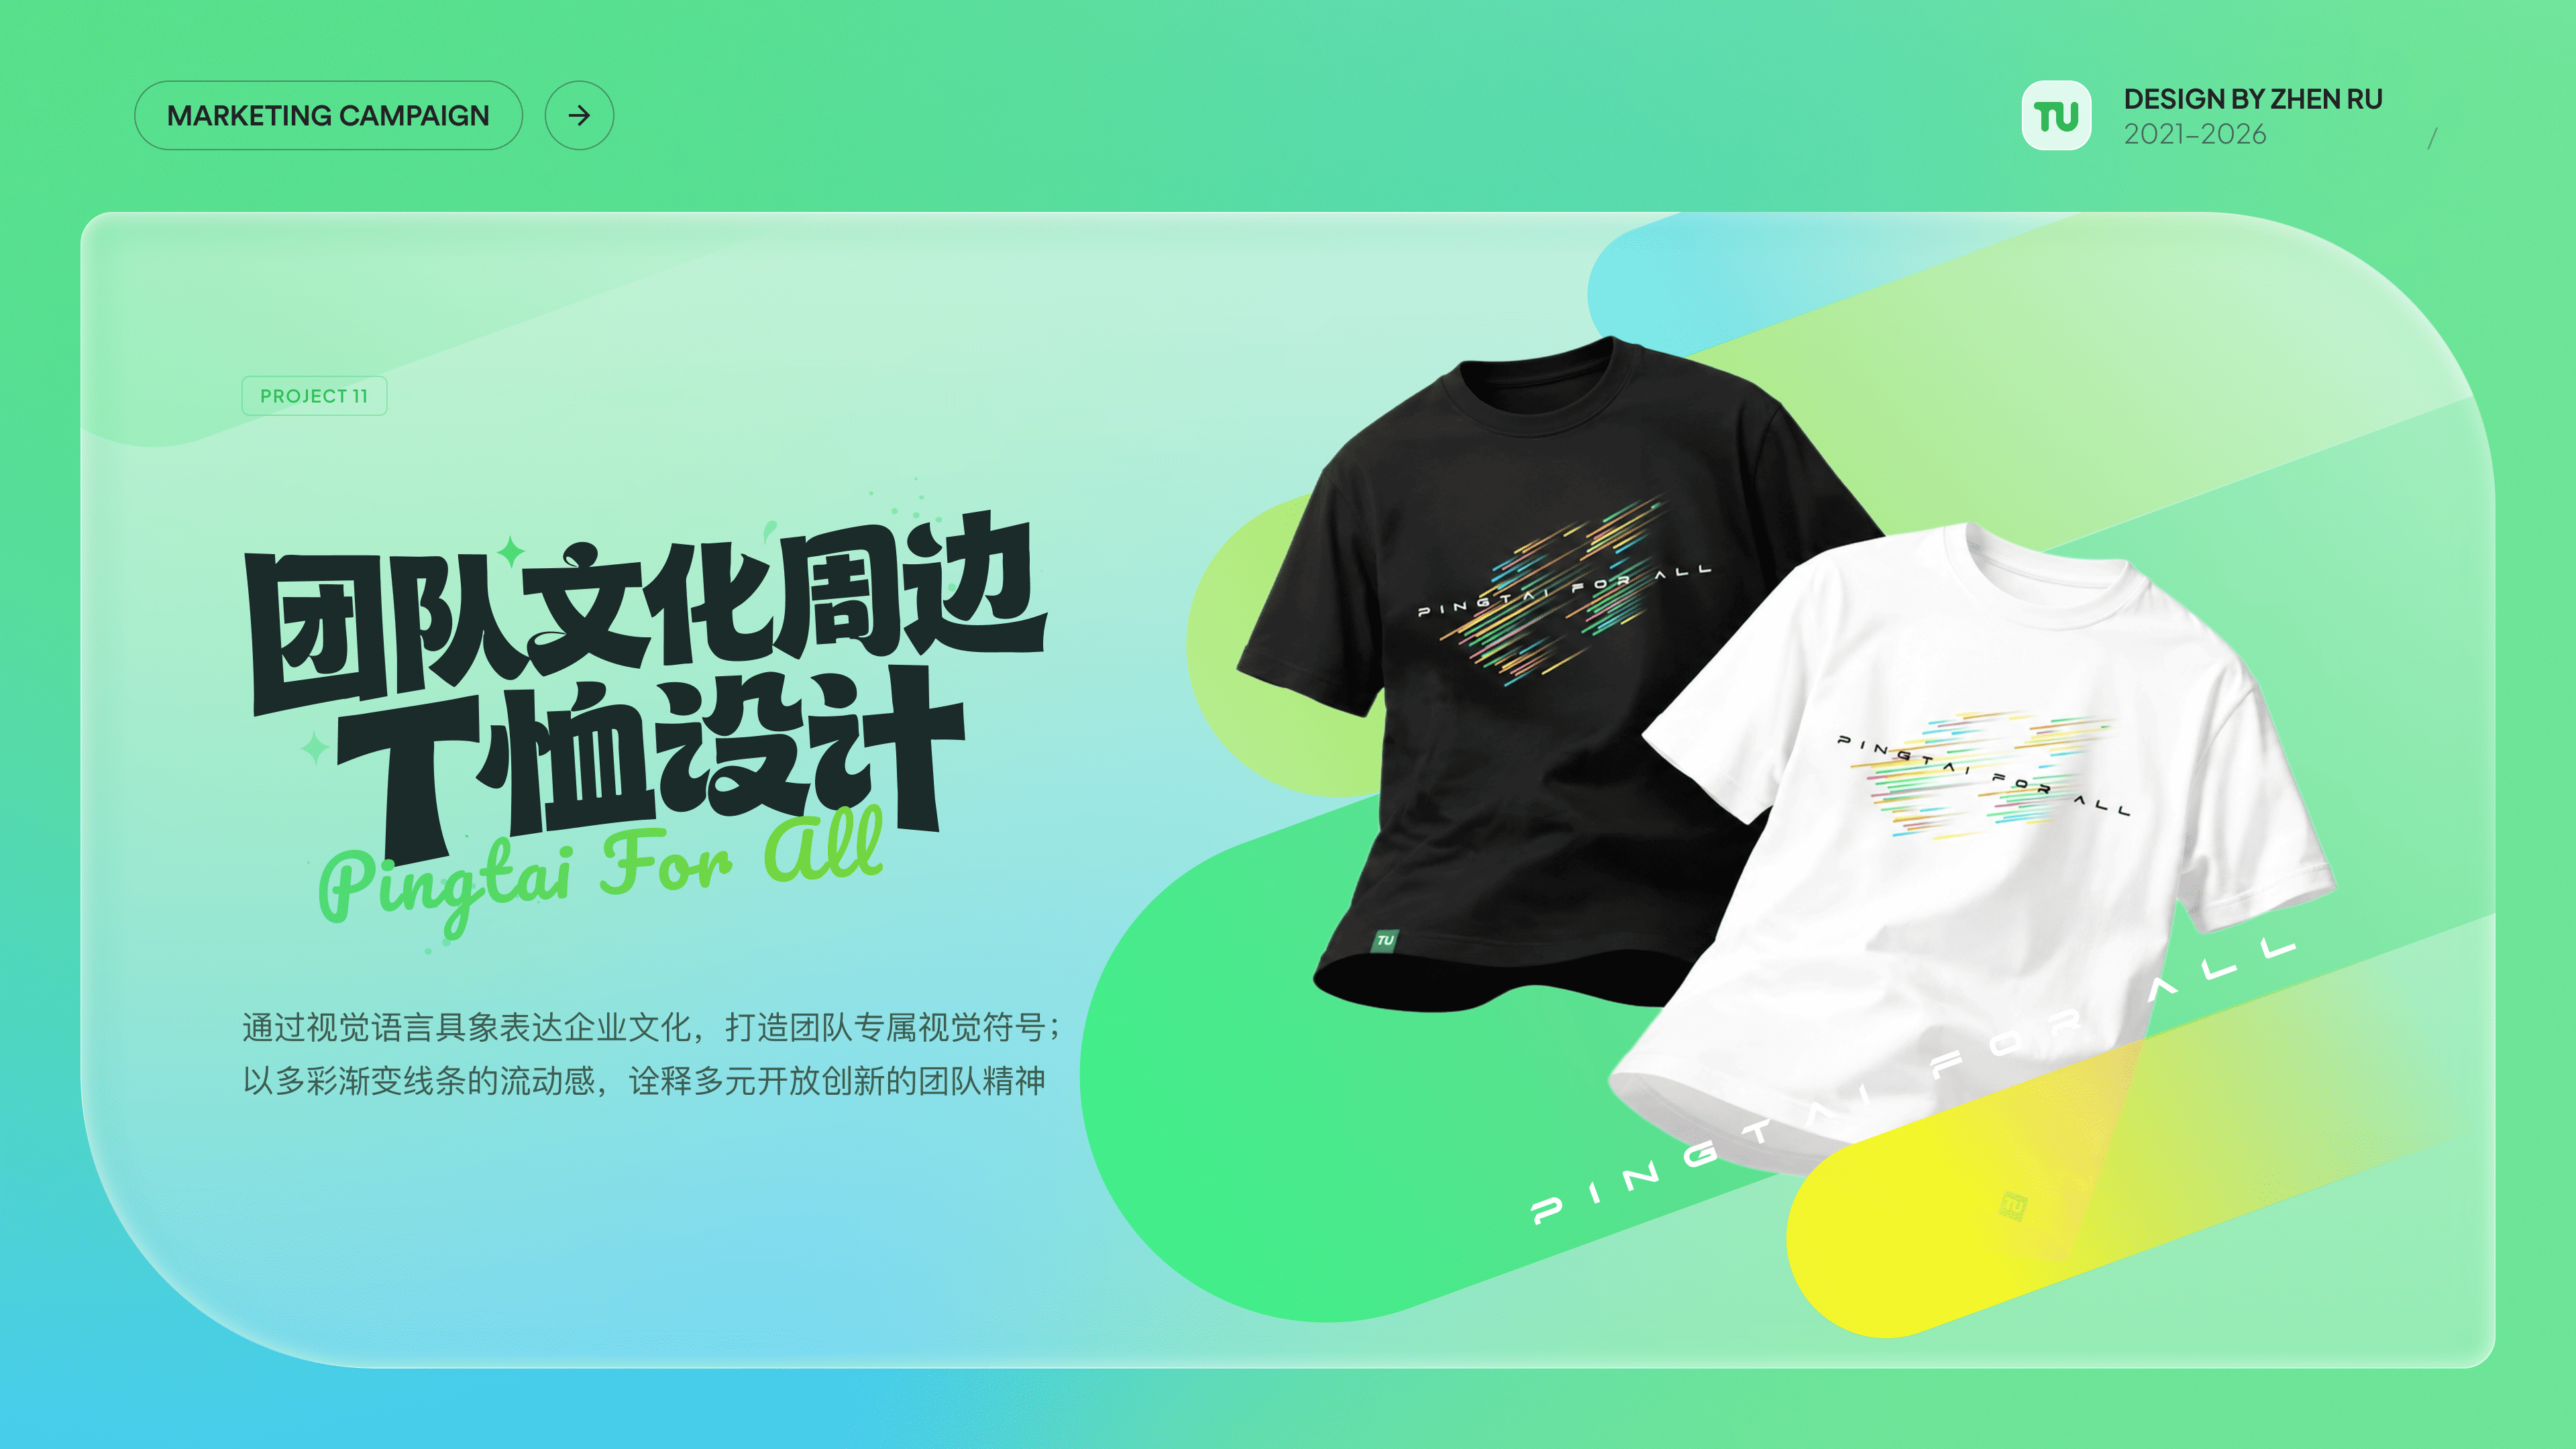 MARKETING CAMPAIGN
TU
DESIGN BY ZHEN RU
2021–2026
/
PROJECT 11
团队文化周边
T恤设计
Pingtai For All
通过视觉语言具象表达企业文化，打造团队专属视觉符号；
以多彩渐变线条的流动感，诠释多元开放创新的团队精神
PINGTAI FOR ALL
TU
PINGTAI FOR ALL
PINGTAI FOR ALL
TU